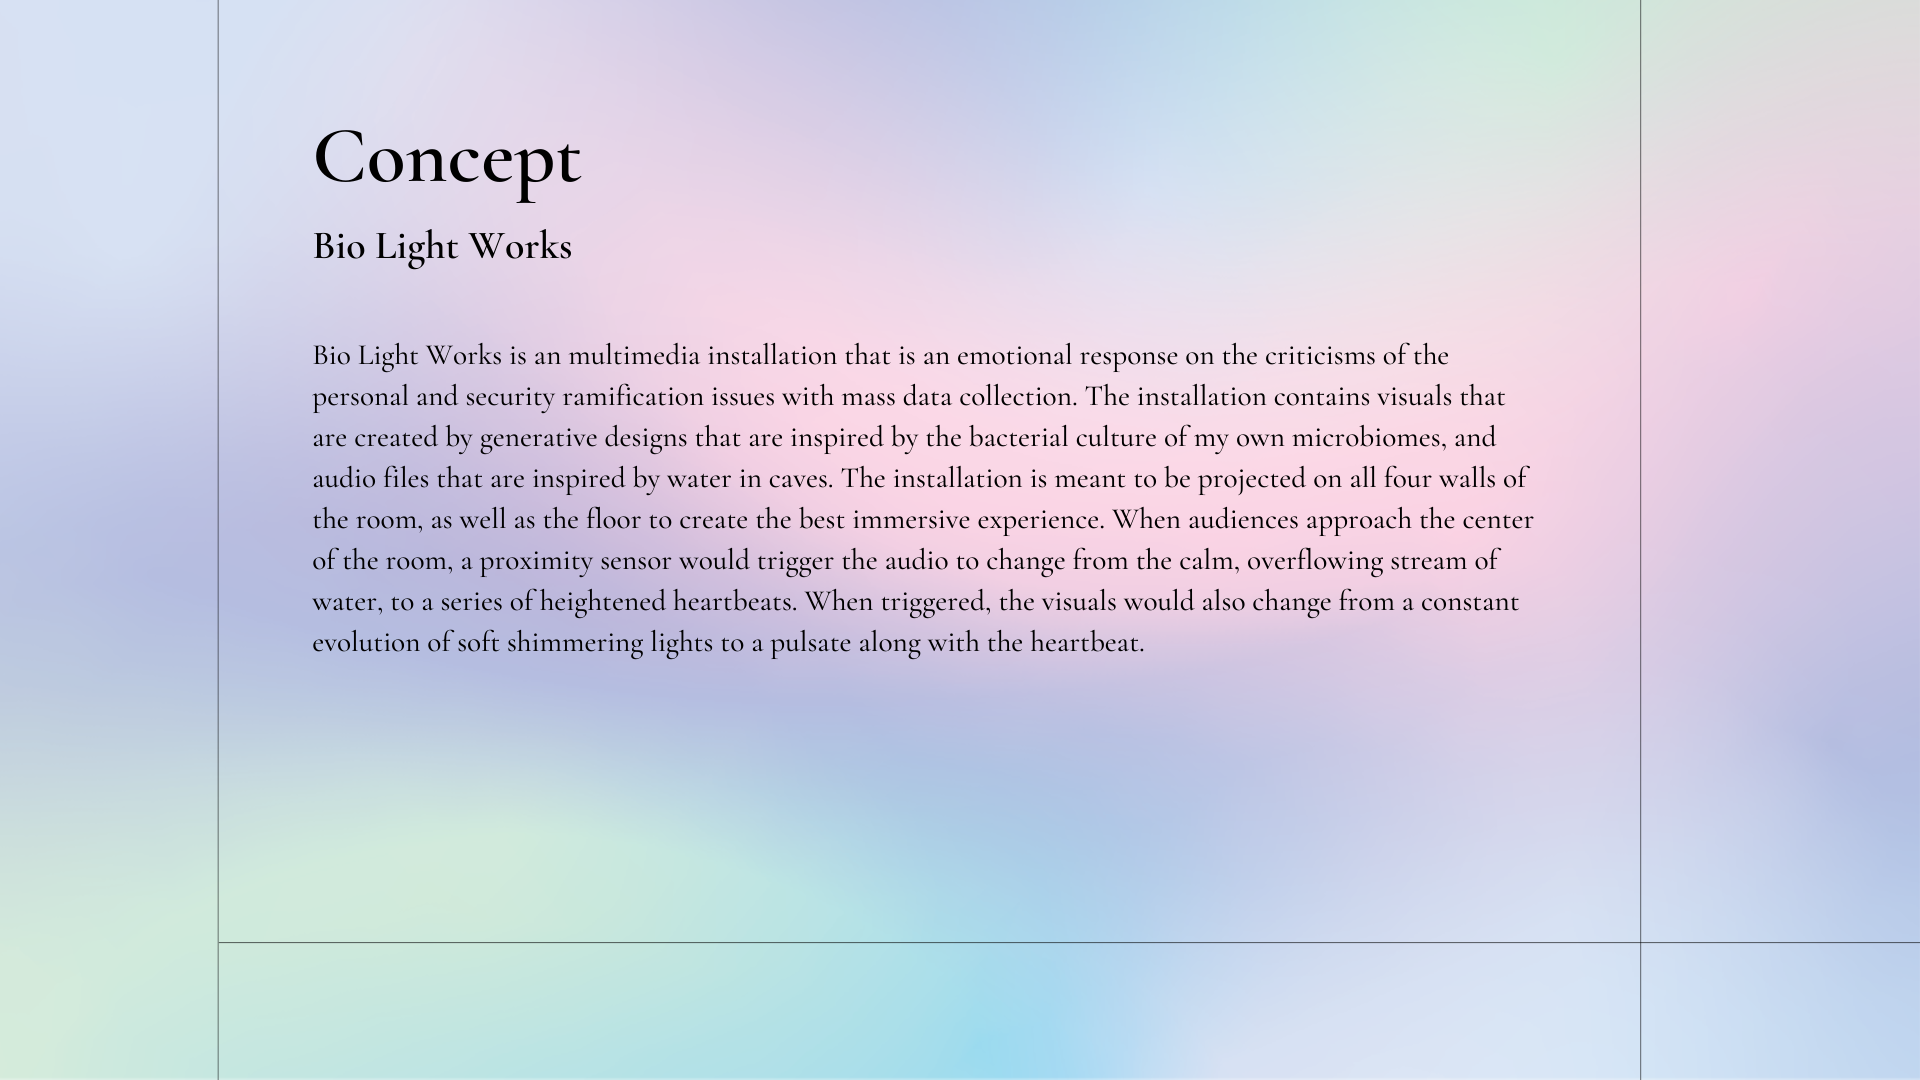 Concept
Bio Light Works
Bio Light Works is an multimedia installation that is an emotional response on the criticisms of the
personal and security ramification issues with mass data collection. The installation contains visuals that
are created by generative designs that are inspired by the bacterial culture of my own microbiomes, and
audio files that are inspired by water in caves. The installation is meant to be projected on all four walls of
the room, as well as the floor to create the best immersive experience. When audiences approach the center
of the room, a proximity sensor would trigger the audio to change from the calm, overflowing stream of
water, to a series of heightened heartbeats. When triggered, the visuals would also change from a constant
evolution of soft shimmering lights to a pulsate along with the heartbeat.